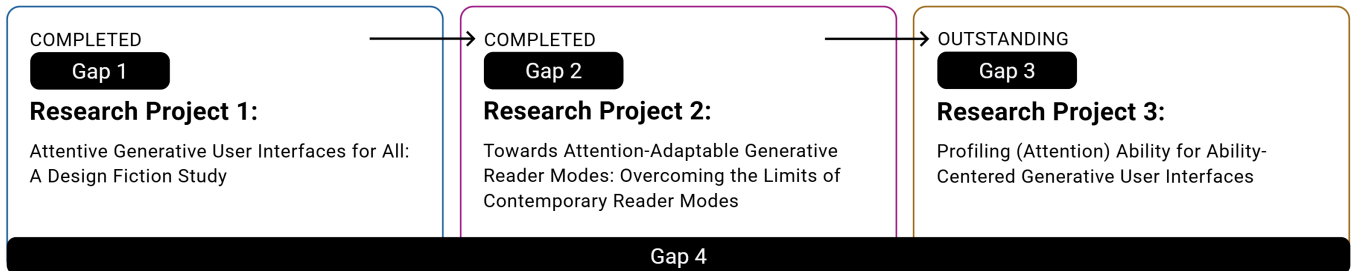 COMPLETED
Gap 1
Research Project 1:
Attentive Generative User Interfaces for All:
A Design Fiction Study
COMPLETED
Gap 2
Research Project 2:
Towards Attention-Adaptable Generative
Reader Modes: Overcoming the Limits of
Contemporary Reader Modes
OUTSTANDING
Gap 3
Research Project 3:
Profiling (Attention) Ability for Ability-
Centered Generative User Interfaces
Gap 4